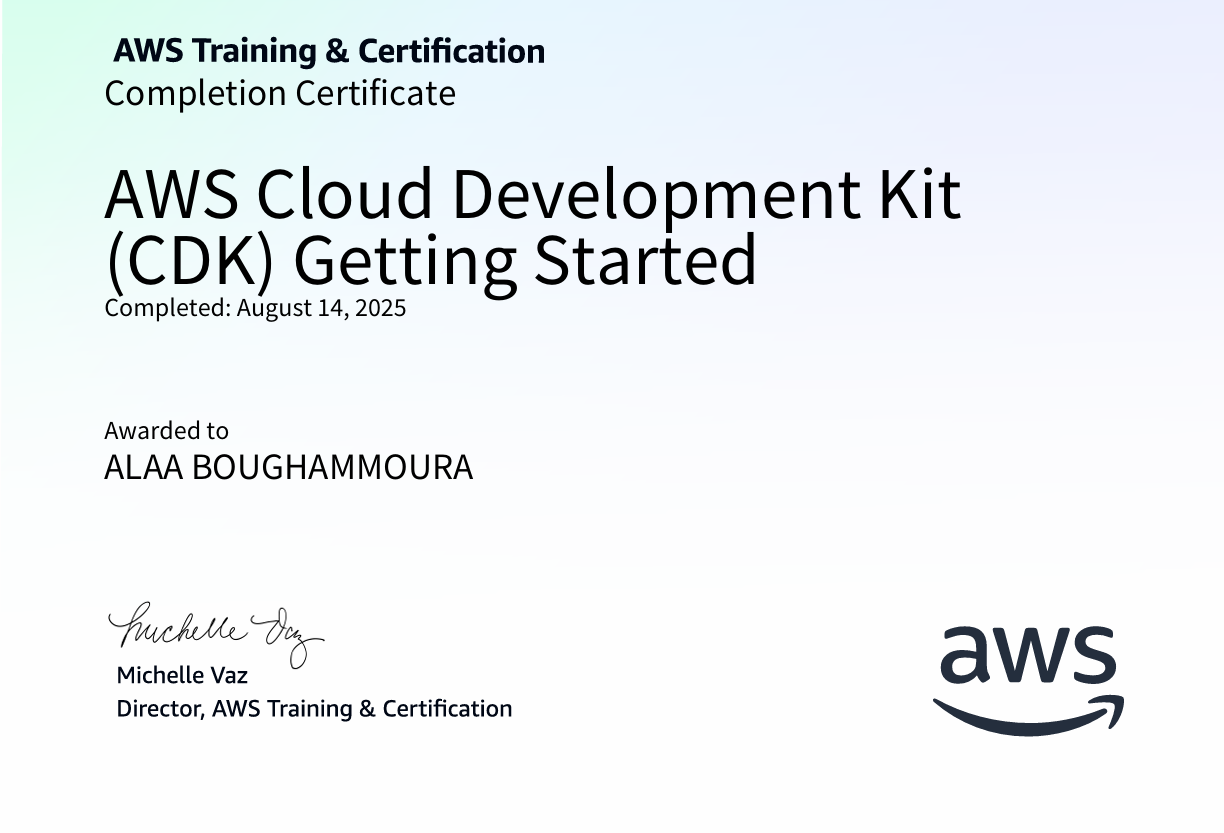 AWS Training & Certification
Completion Certificate
AWS Cloud Development Kit
(CDK) Getting Started
Completed: August 14, 2025
Awarded to
ALAA BOUGHAMMOURA
Michelle Vaz
Michelle Vaz
Director, AWS Training & Certification
aws